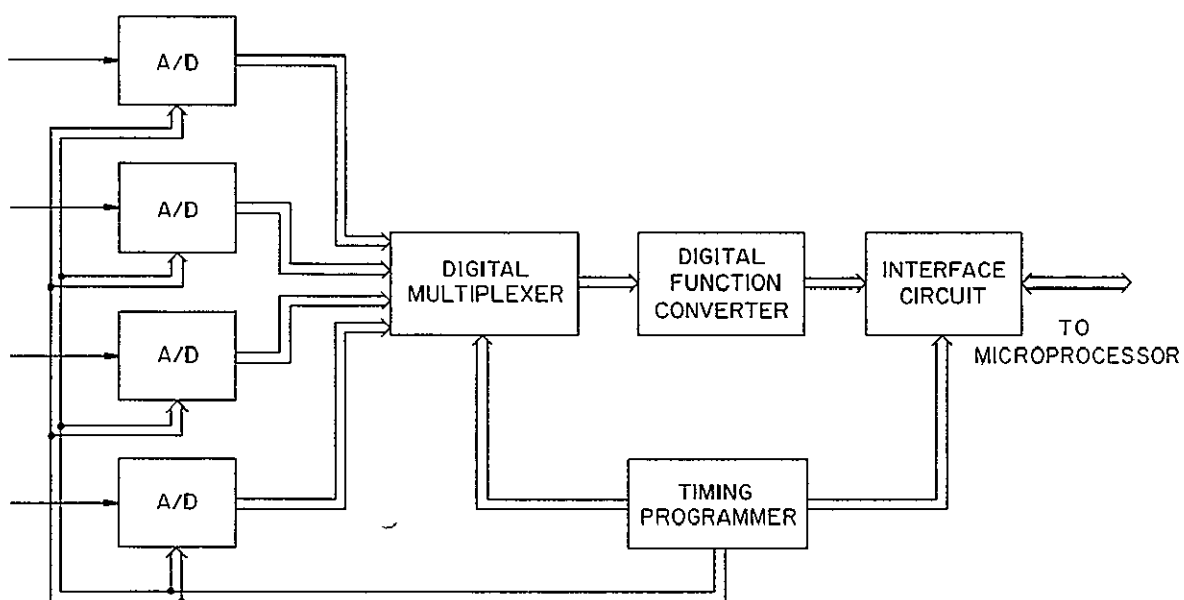 A/D
A/D
A/D
A/D
DIGITAL
MULTIPLEXER
DIGITAL
FUNCTION
CONVERTER
INTERFACE
CIRCUIT
TO
MICROPROCESSOR
TIMING
PROGRAMMER